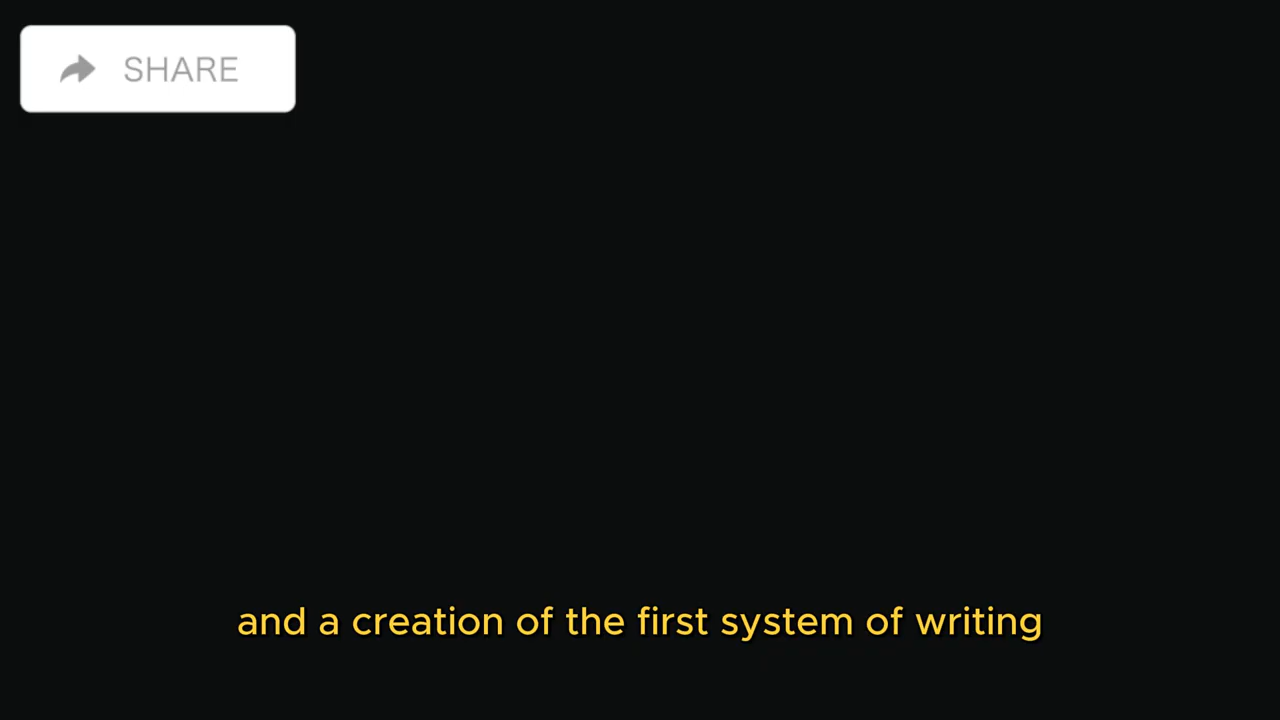 SHARE
and a creation of the first system of writing